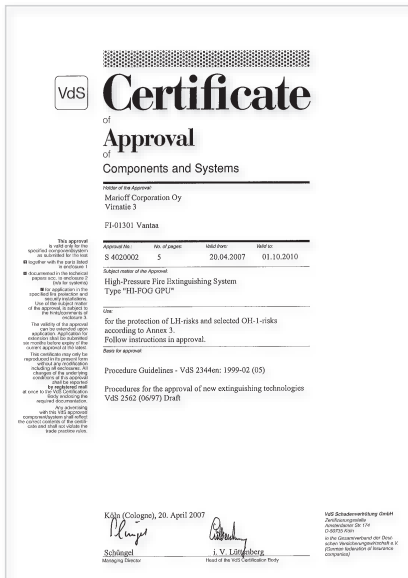 VdS
Certificate
of
Approval
of
Components and Systems
Holder of the Approval
Marioff Corporation Oy
Virnatie 3
FI-01301 Vantaa
Approval No.: No. of pages: Valid from: Valid to:
S 4020002 5 20.04.2007 01.10.2010
Subject matter of the Approval:
High-Pressure Fire Extinguishing System
Type "HI-FOG GPU"
Use:
for the protection of LH-risks and selected OH-1-risks
according to Annex 3.
Follow instructions in approval.
Basis for approval:
Procedure Guidelines - VdS 2344en: 1999-02 (05)
Procedures for the approval of new extinguishing technologies
VdS 2562 (06/97) Draft
This approval
is valid only for the
specified component/system
as submitted for the test
together with the parts listed
in enclosure 1
documented in the technical
papers acc. to enclosure 2
(n/a for systems)
for application in the
specified fire protection and
security installations.
Use of the subject matter
of the approval, is subject to
the hints/comments of
enclosure 3.
The validity of the approval
can be extended upon
application. Application for
extension shall be submitted
six months before expiry of the
current approval at the latest.
This certificate may only be
reproduced in its present form
without any modification
including all enclosures. All
changes of the underlying
conditions of this approval
shall be reported
by registered mail
at once to the VdS Certification
Body enclosing the
required documentation.
Any advertising
with this VdS approved
component/system shall reflect
the correct contents of the certifi-
cate and shall not violate the
trade practice rules.
Köln (Cologne), 20. April 2007
Schüngel i. V. Lüttenberg
Managing Director Head of the VdS Certification Body
VdS Schadenverhütung GmbH
Zertifizierungsstelle
Amsterdamer Str. 174
D-50735 Köln
in the Gesamtverband der Deut-
schen Versicherungswirtschaft e.V.
(German federation of insurance
companies)